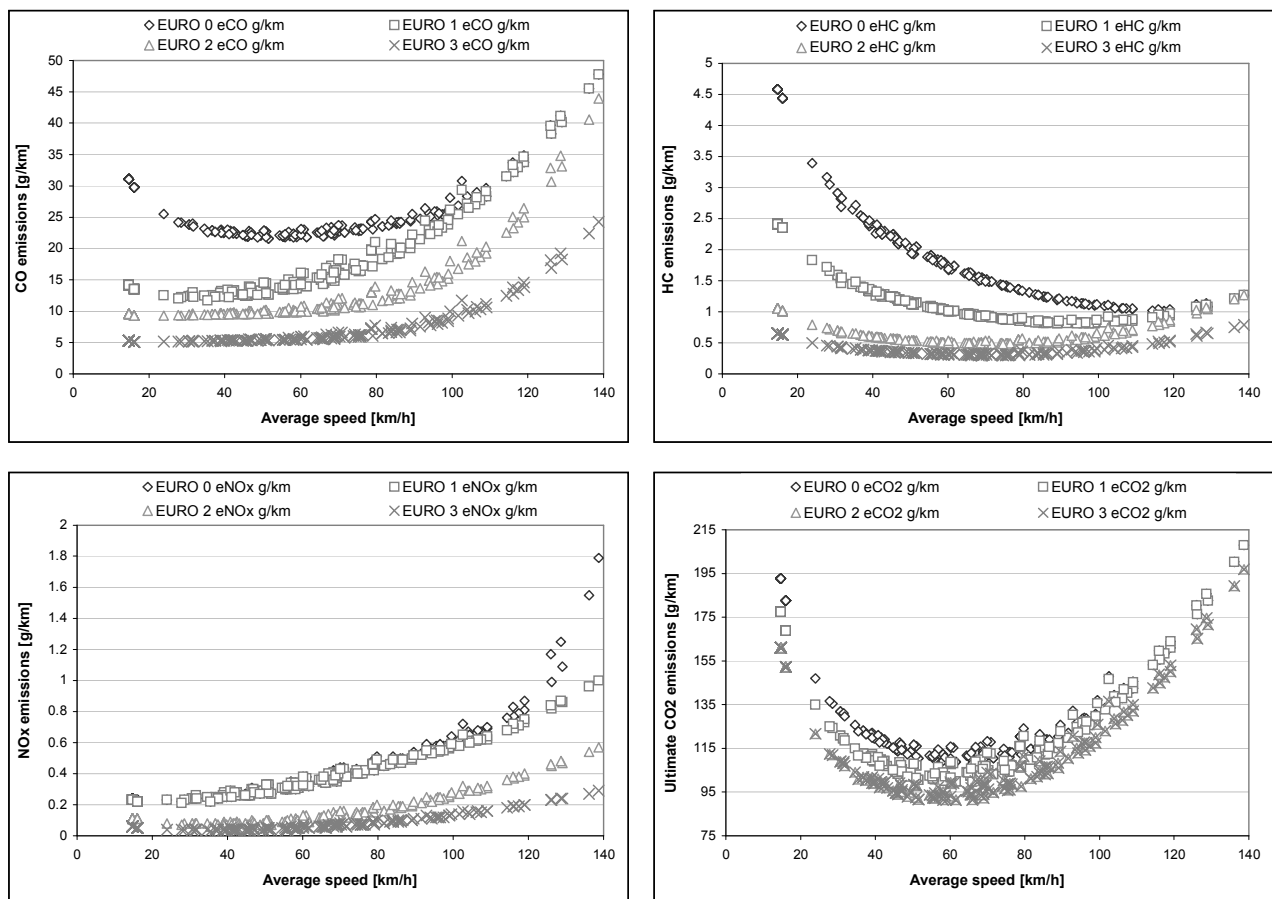 EURO 0 eCO g/km EURO 1 eCO g/km
EURO 2 eCO g/km EURO 3 eCO g/km
50
45
40
35
30
25
20
15
10
5
0
CO emissions [g/km]
0 20 40 60 80 100 120 140
Average speed [km/h]
EURO 0 eHC g/km EURO 1 eHC g/km
EURO 2 eHC g/km EURO 3 eHC g/km
5
4.5
4
3.5
3
2.5
2
1.5
1
0.5
0
HC emissions [g/km]
0 20 40 60 80 100 120 140
Average speed [km/h]
EURO 0 eNOx g/km EURO 1 eNOx g/km
EURO 2 eNOx g/km EURO 3 eNOx g/km
2
1.8
1.6
1.4
1.2
1
0.8
0.6
0.4
0.2
0
NOx emissions [g/km]
0 20 40 60 80 100 120 140
Average speed [km/h]
EURO 0 eCO2 g/km EURO 1 eCO2 g/km
EURO 2 eCO2 g/km EURO 3 eCO2 g/km
215
195
175
155
135
115
95
75
Ultimate CO2 emissions [g/km]
0 20 40 60 80 100 120 140
Average speed [km/h]